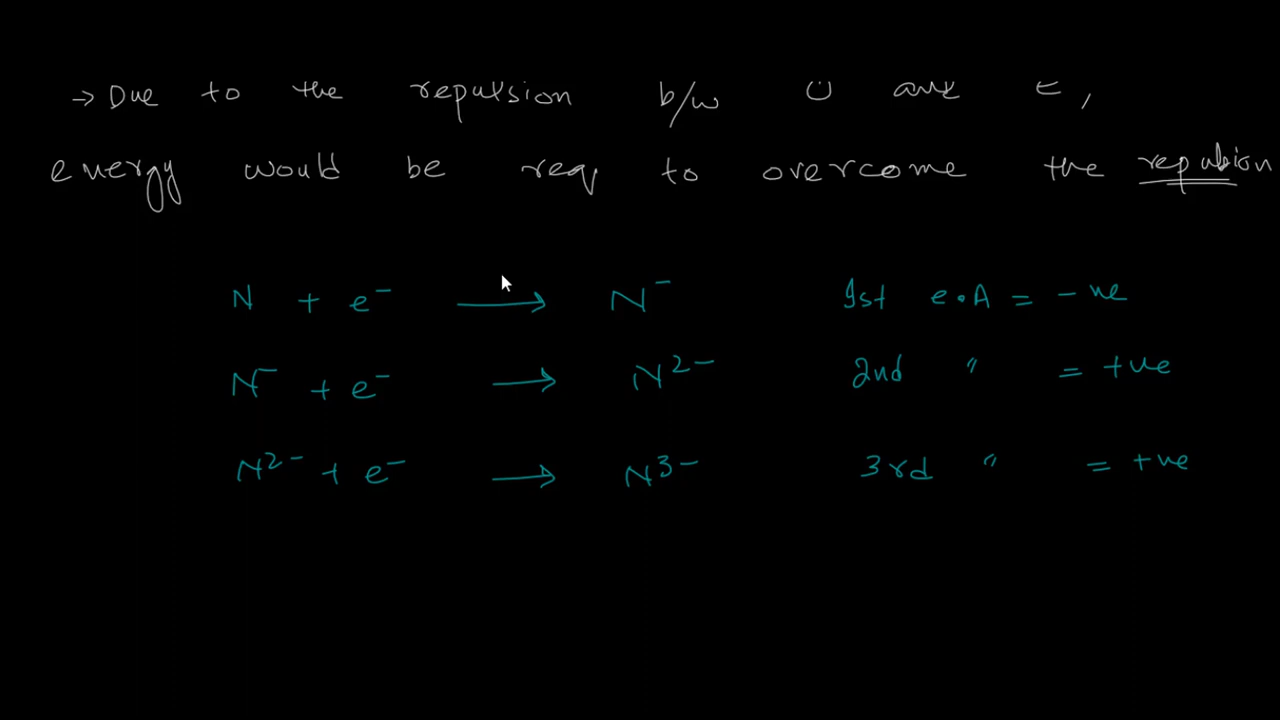 → Due to the repulsion b/w and ,
energy would be req to overcome the repulsion
N + e⁻ → N⁻ 1st e.A = -ve
N⁻ + e⁻ → N²⁻ 2nd " = +ve
N²⁻ + e⁻ → N³⁻ 3rd " = +ve